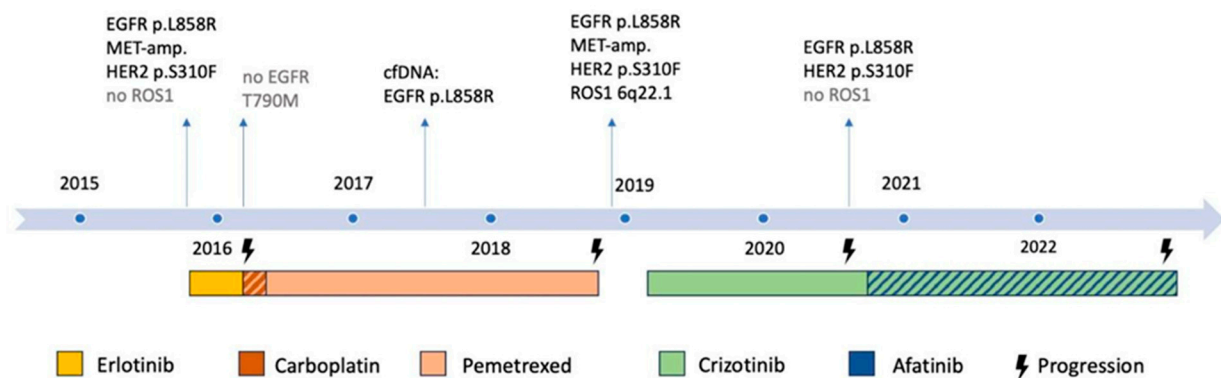 EGFR p.L858R
MET-amp.
HER2 p.S310F
no ROS1
no EGFR
T790M
cfDNA:
EGFR p.L858R
EGFR p.L858R
MET-amp.
HER2 p.S310F
ROS1 6q22.1
EGFR p.L858R
HER2 p.S310F
no ROS1
2015
2017
2019
2021
2016
2018
2020
2022
Erlotinib
Carboplatin
Pemetrexed
Crizotinib
Afatinib
Progression